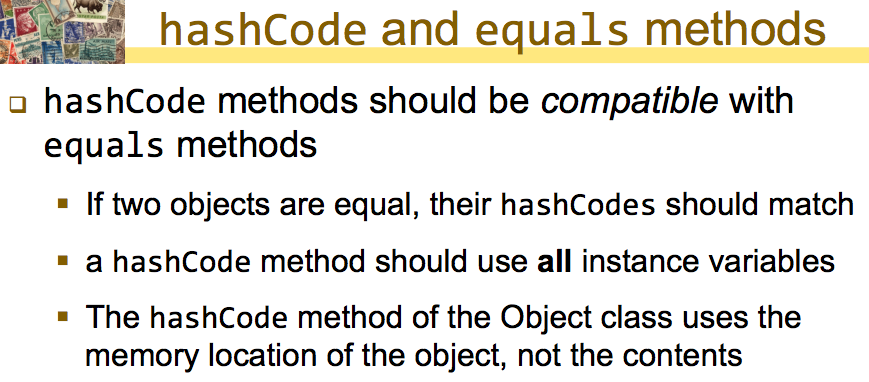 hashCode and equals methods
hashCode methods should be compatible with
equals methods
If two objects are equal, their hashCodes should match
a hashCode method should use all instance variables
The hashCode method of the Object class uses the
memory location of the object, not the contents